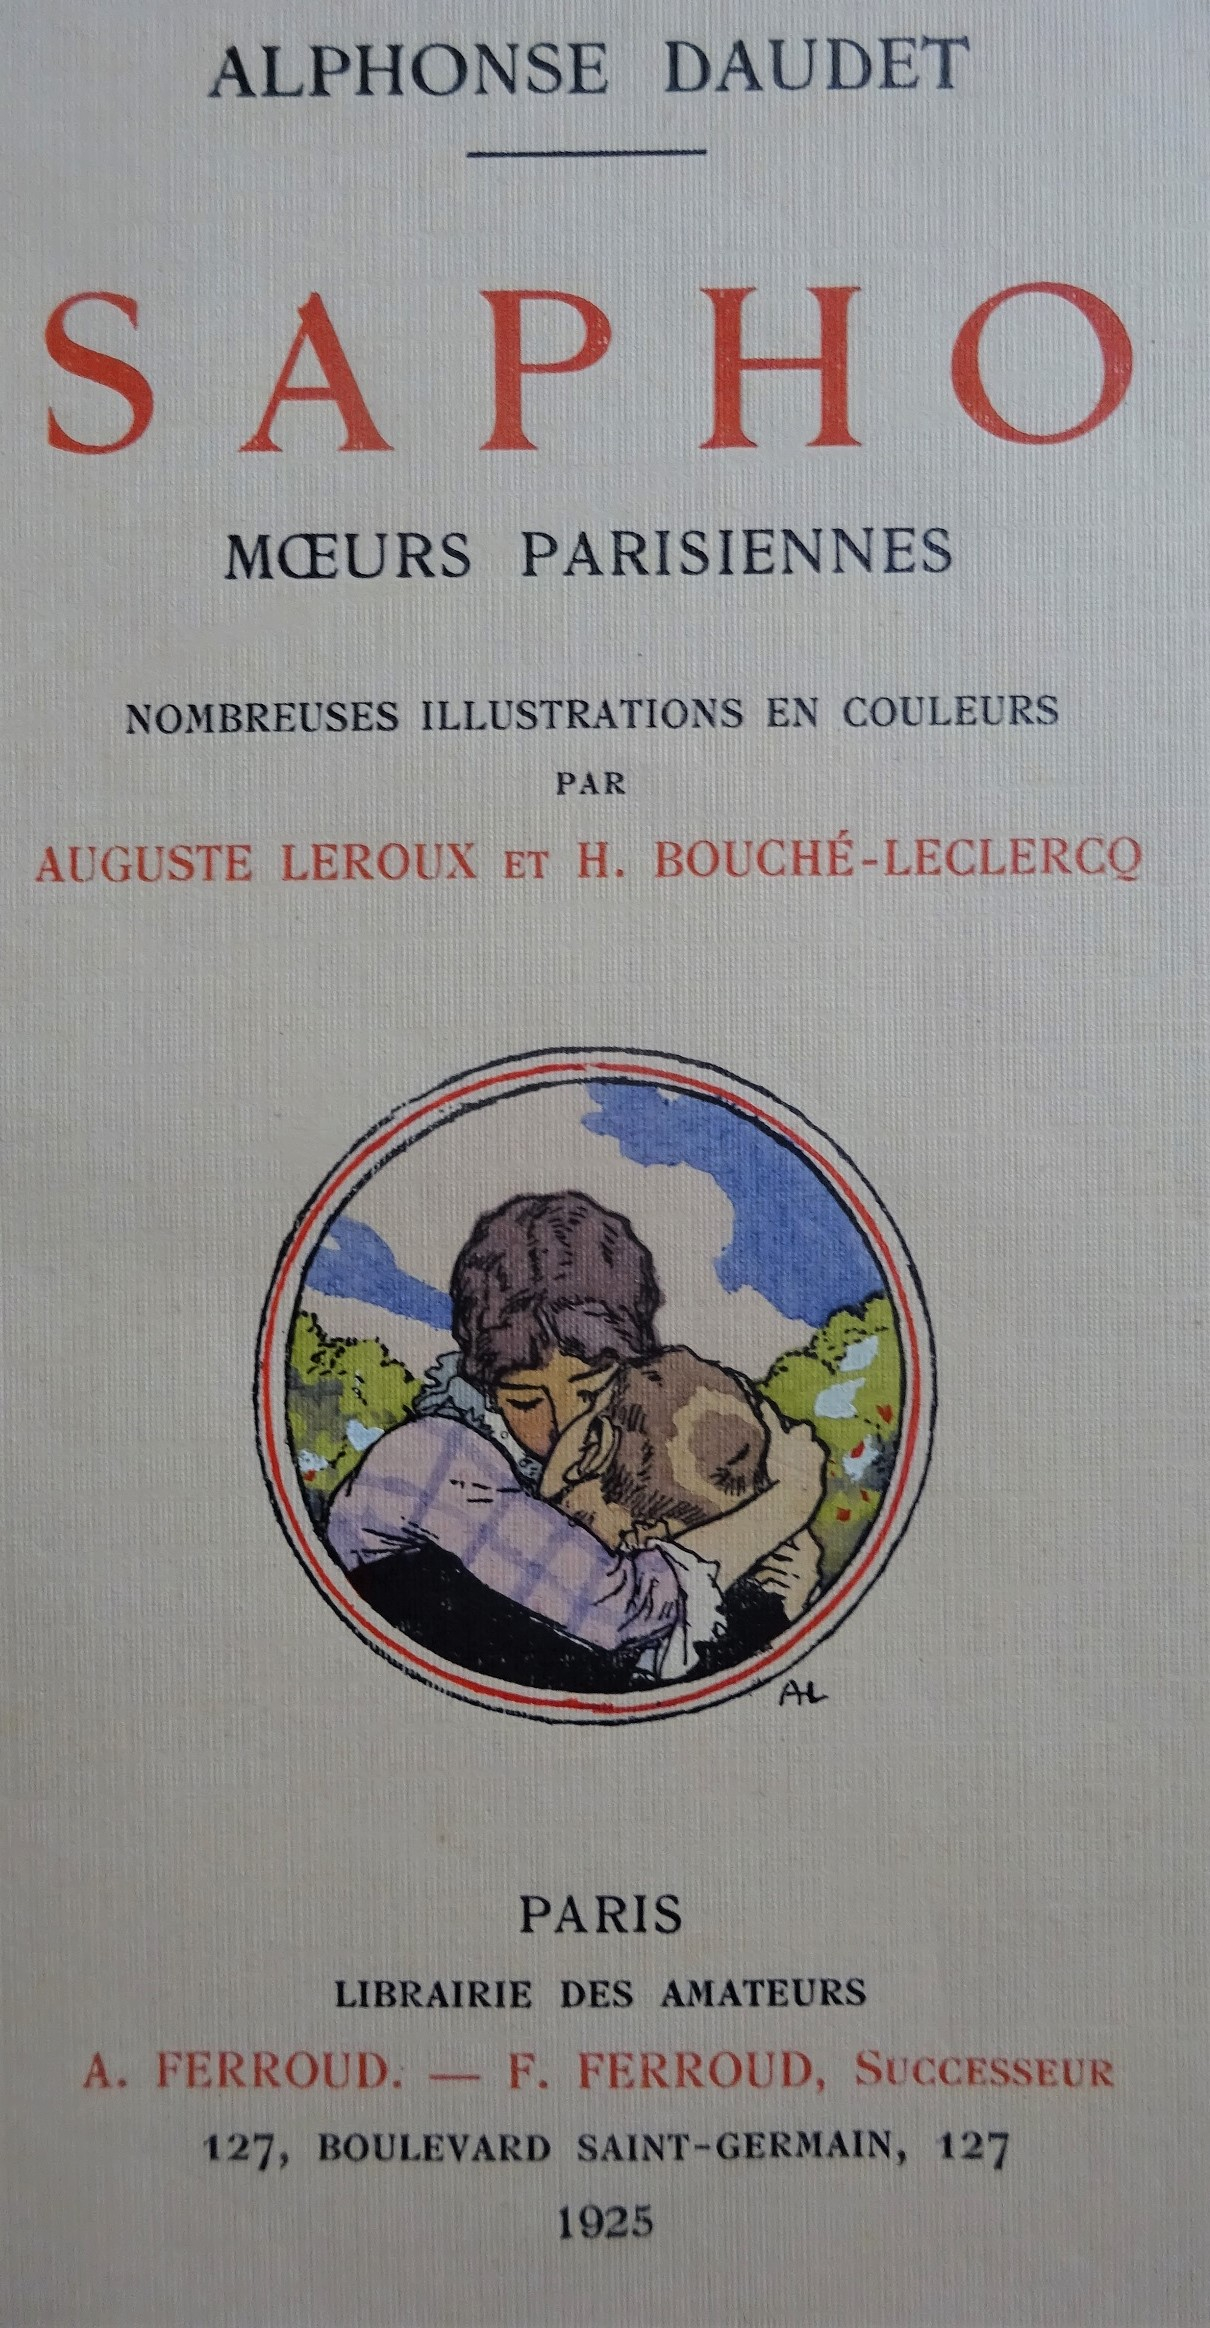 ALPHONSE DAUDET
SAPHO
MŒURS PARISIENNES
NOMBREUSES ILLUSTRATIONS EN COULEURS
PAR
AUGUSTE LEROUX ET H. BOUCHÉ-LECLERCQ
AL
PARIS
LIBRAIRIE DES AMATEURS
A. FERROUD. — F. FERROUD, SUCCESSEUR
127, BOULEVARD SAINT-GERMAIN, 127
1925